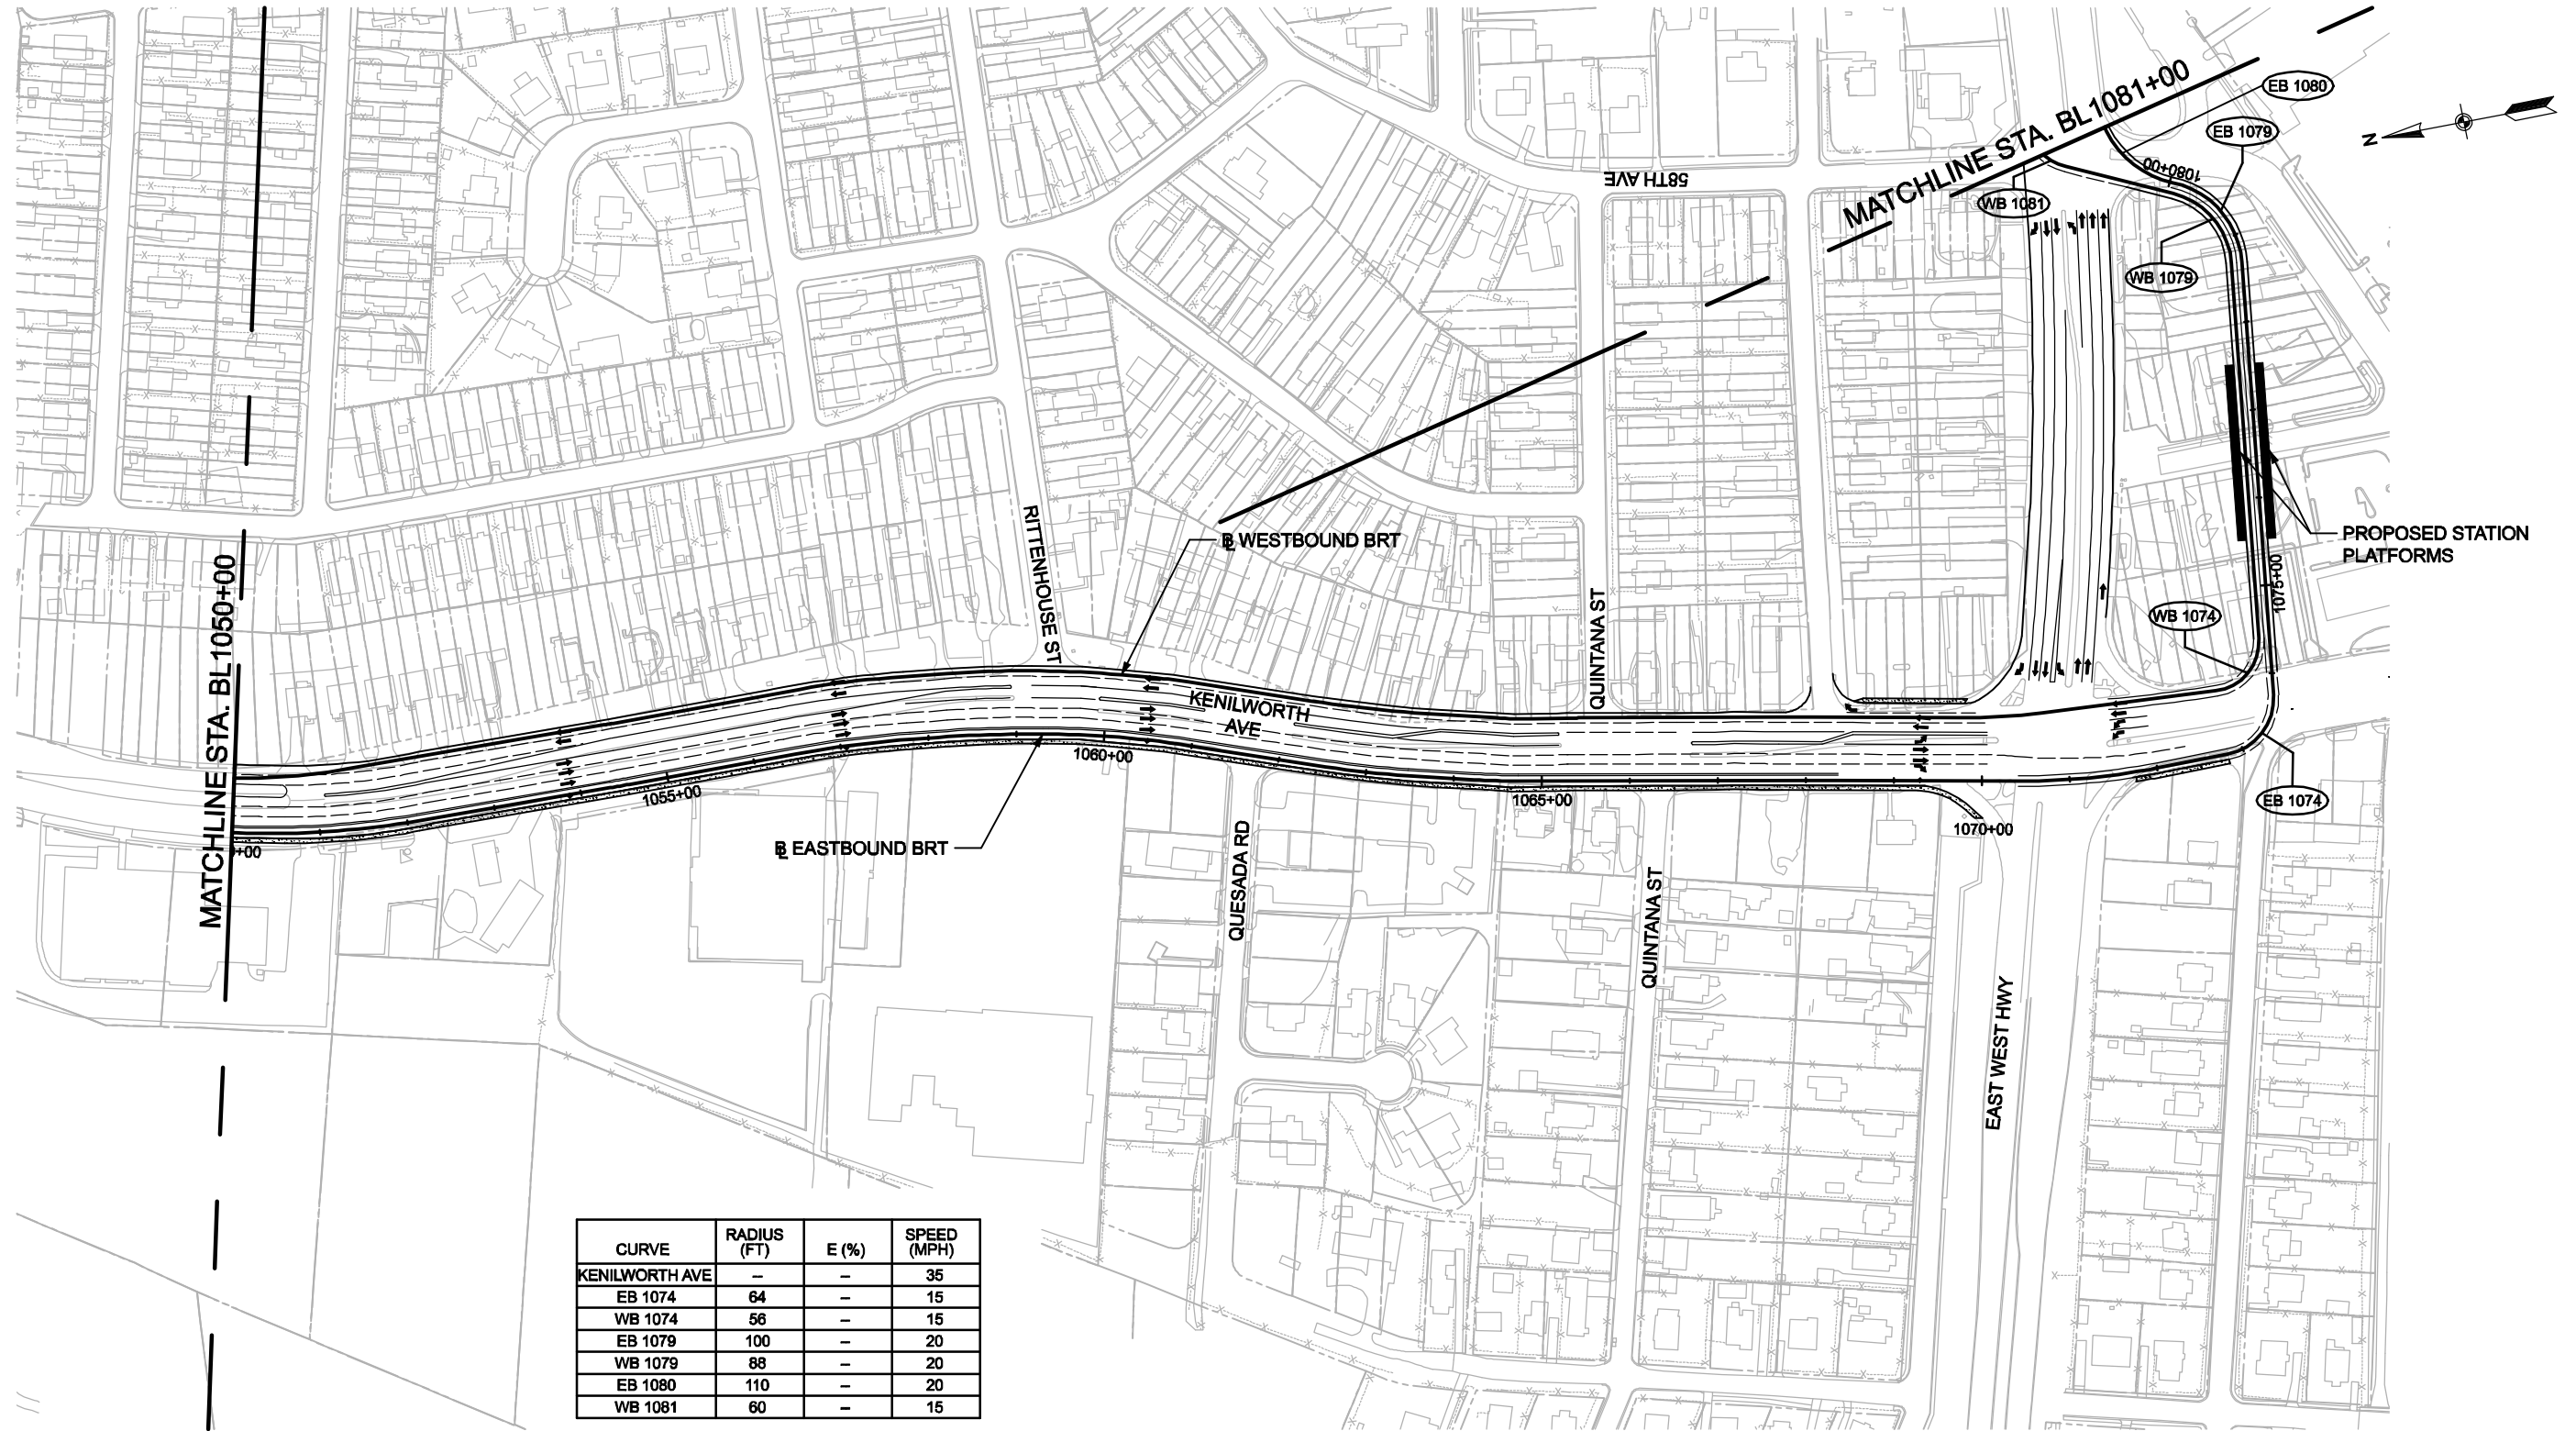 MATCHLINE STA. BL1081+00
EB 1080
EB 1079
N
1080+00
58TH AVE
WB 1081
WB 1079
RITTENHOUSE ST
BL WESTBOUND BRT
PROPOSED STATION
PLATFORMS
MATCHLINE STA. BL1050+00
QUINTANA ST
1075+00
WB 1074
KENILWORTH
AVE
1060+00
1055+00
1065+00
EB 1074
1070+00
+00
BL EASTBOUND BRT
QUESADA RD
QUINTANA ST
EAST WEST HWY
CURVE RADIUS (FT) E (%) SPEED (MPH)
KENILWORTH AVE – – 35
EB 1074 64 – 15
WB 1074 56 – 15
EB 1079 100 – 20
WB 1079 88 – 20
EB 1080 110 – 20
WB 1081 60 – 15